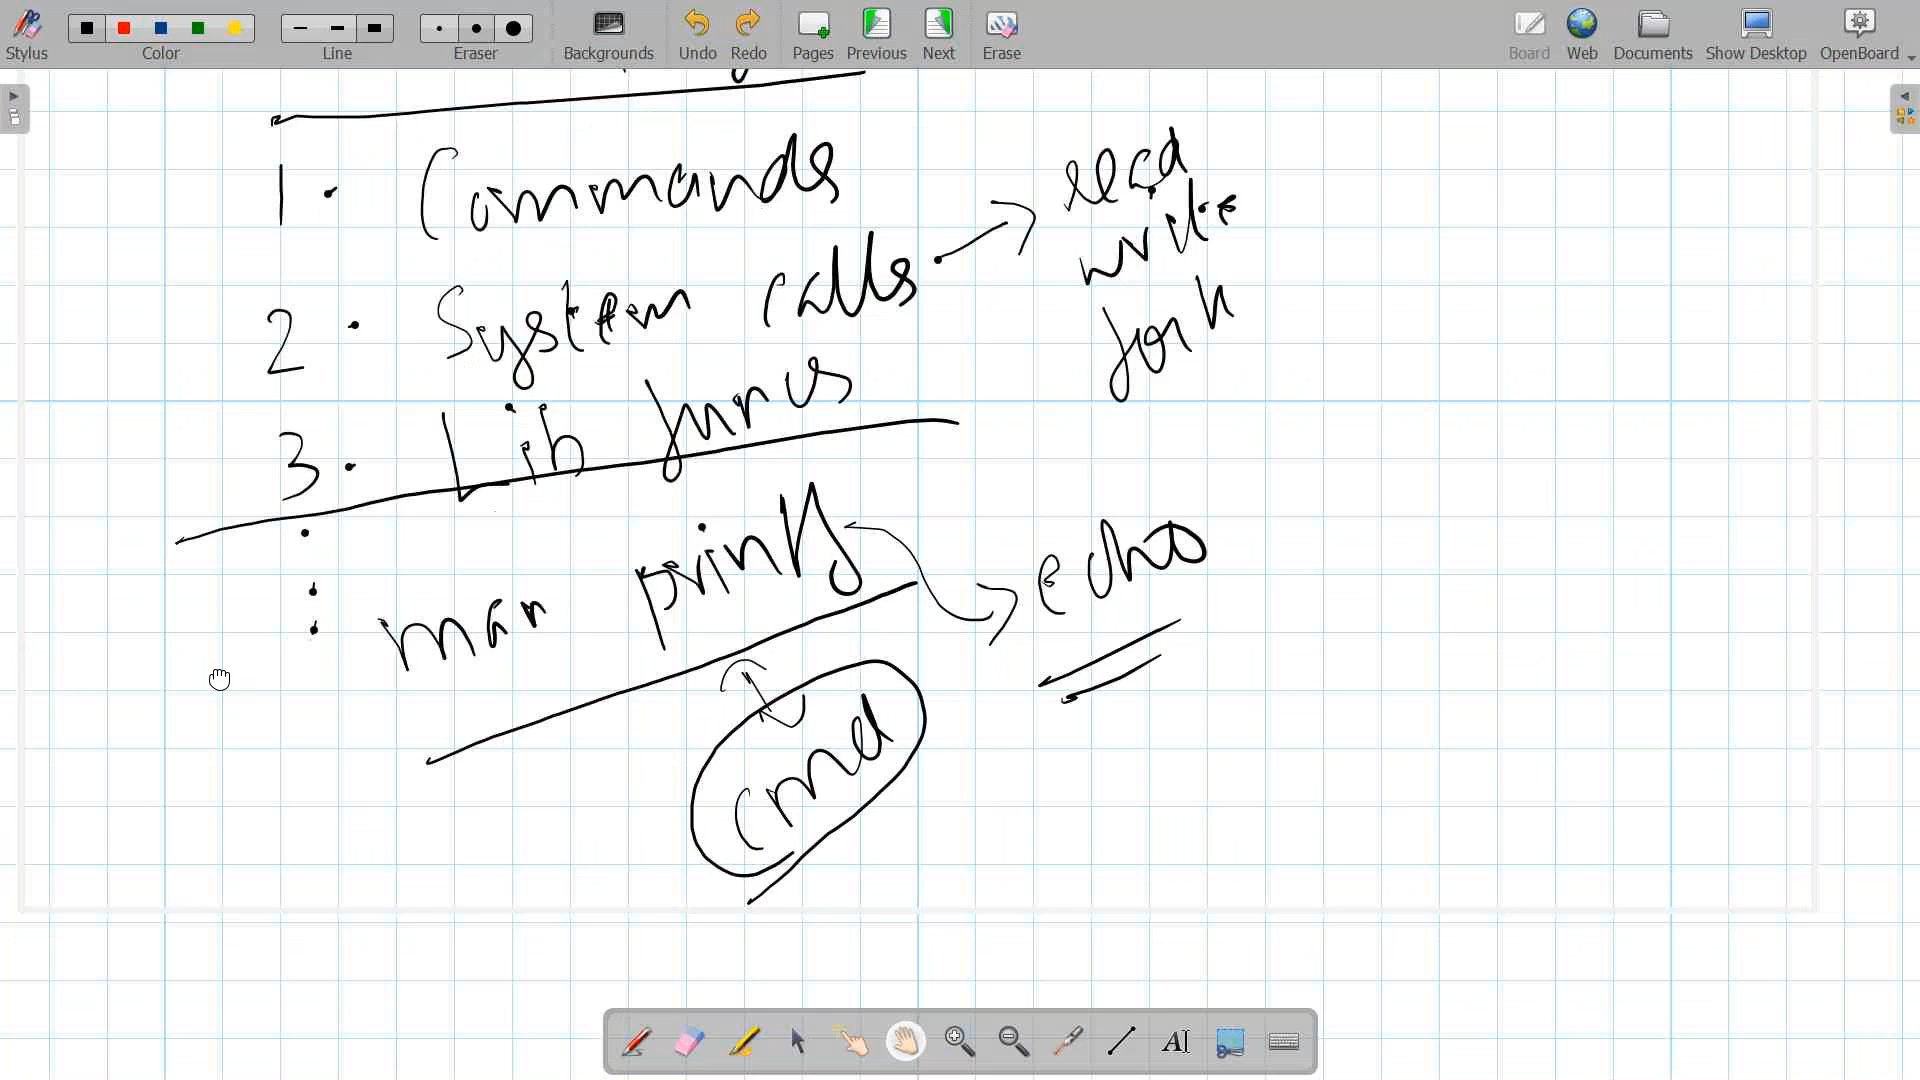 Stylus
Color
Line
Eraser
Backgrounds
Undo
Redo
Pages
Previous
Next
Erase
Board
Web
Documents
Show Desktop
OpenBoard
1. Commands
2. System calls → read
write
fork
3. Lib funcs
man printf
echo
cmd
AI